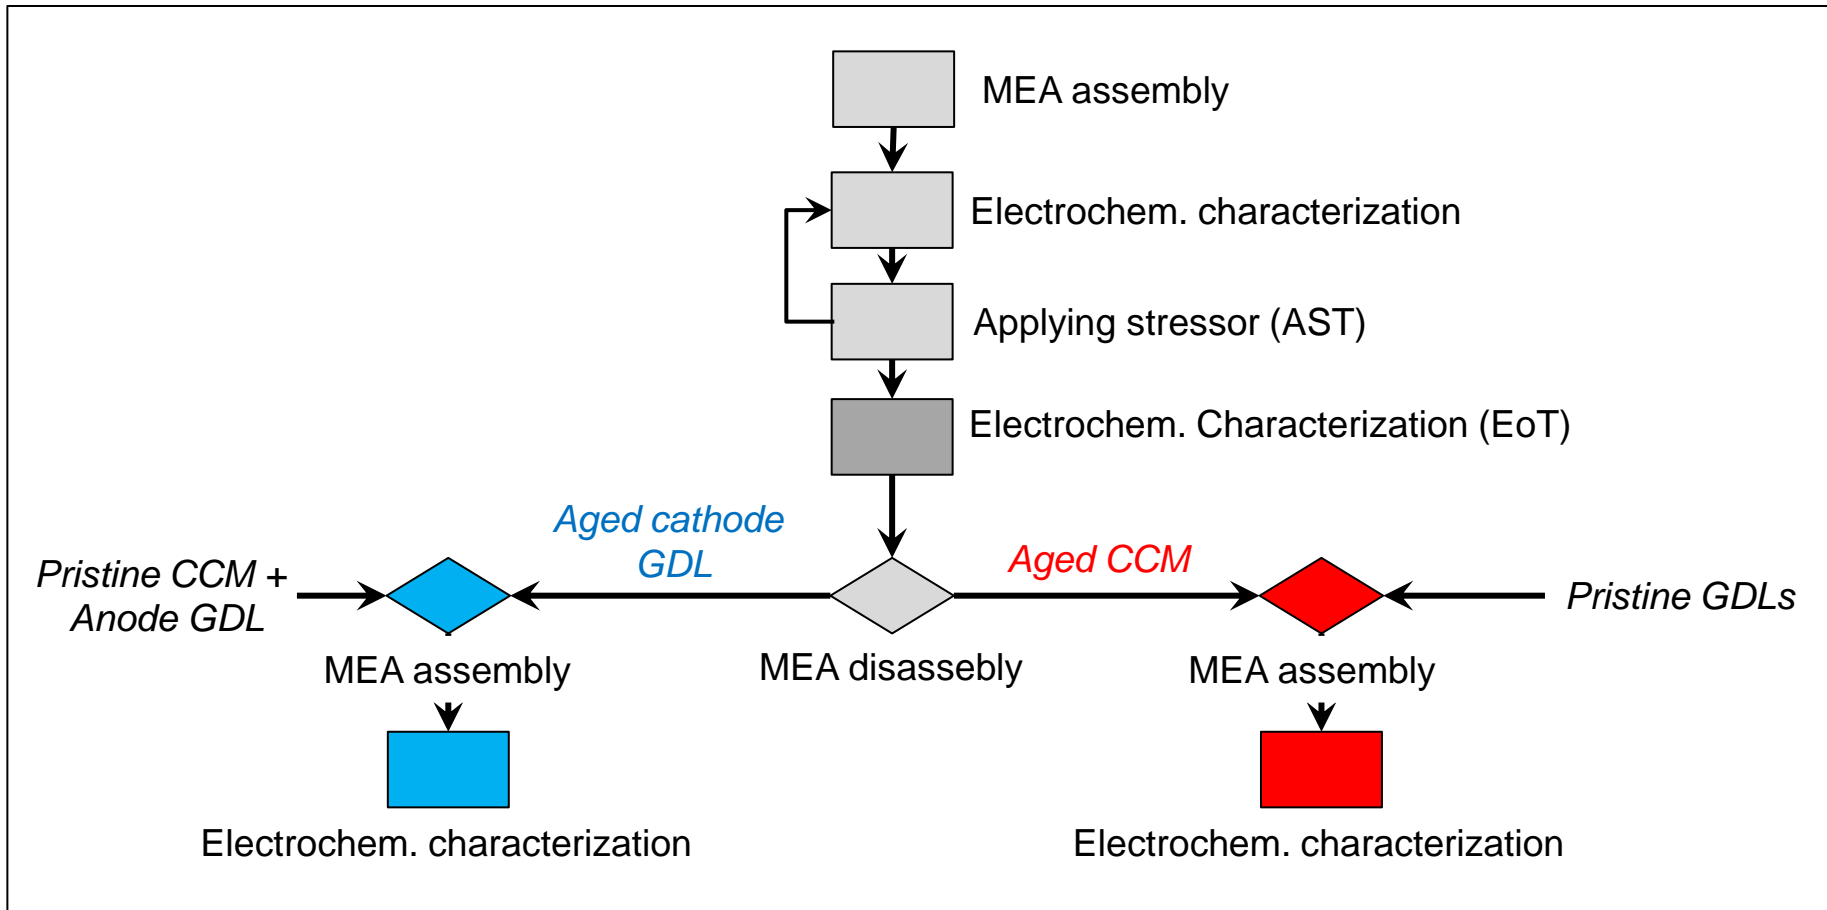 MEA assembly
Electrochem. characterization
Applying stressor (AST)
Electrochem. Characterization (EoT)
Aged cathode
GDL
Aged CCM
Pristine CCM +
Anode GDL
Pristine GDLs
MEA assembly
MEA disassebly
MEA assembly
Electrochem. characterization
Electrochem. characterization